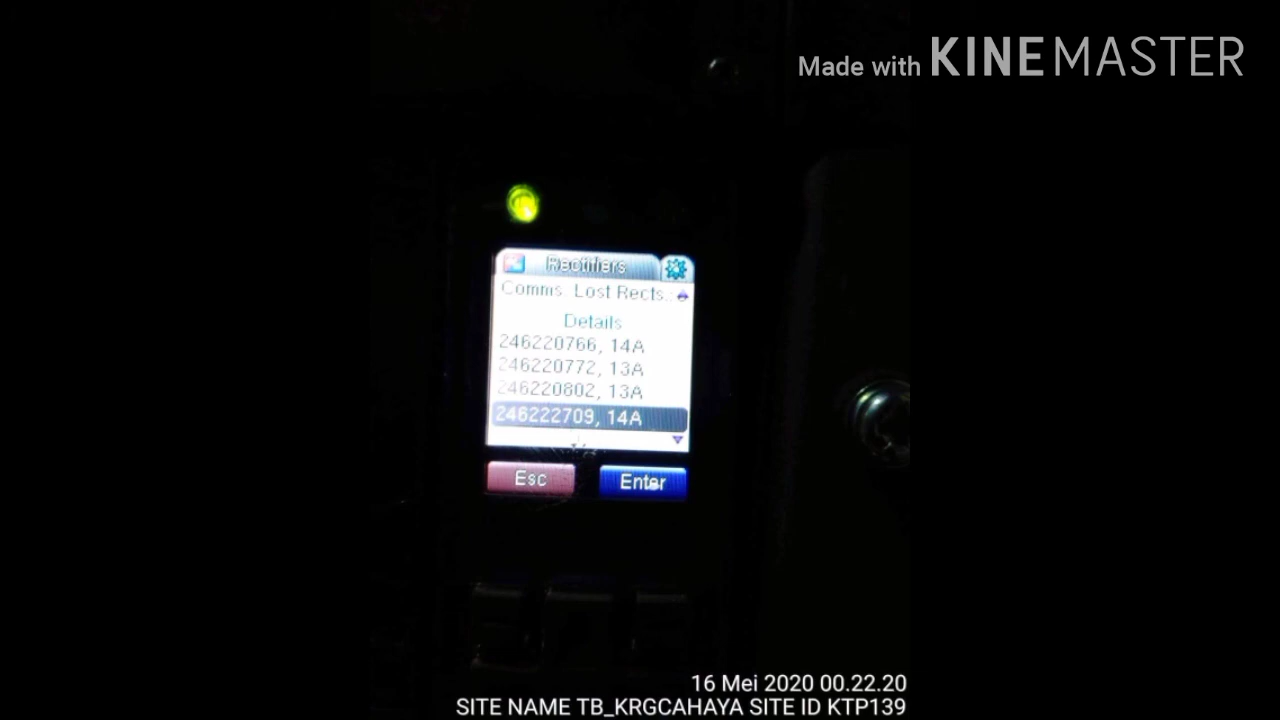 Made with KINEMASTER
Rectifiers
Comms Lost Rects.:
Details
246220766, 14A
246220772, 13A
246220802, 13A
246222709, 14A
Esc Enter
16 Mei 2020 00.22.20
SITE NAME TB_KRGCAHAYA SITE ID KTP139